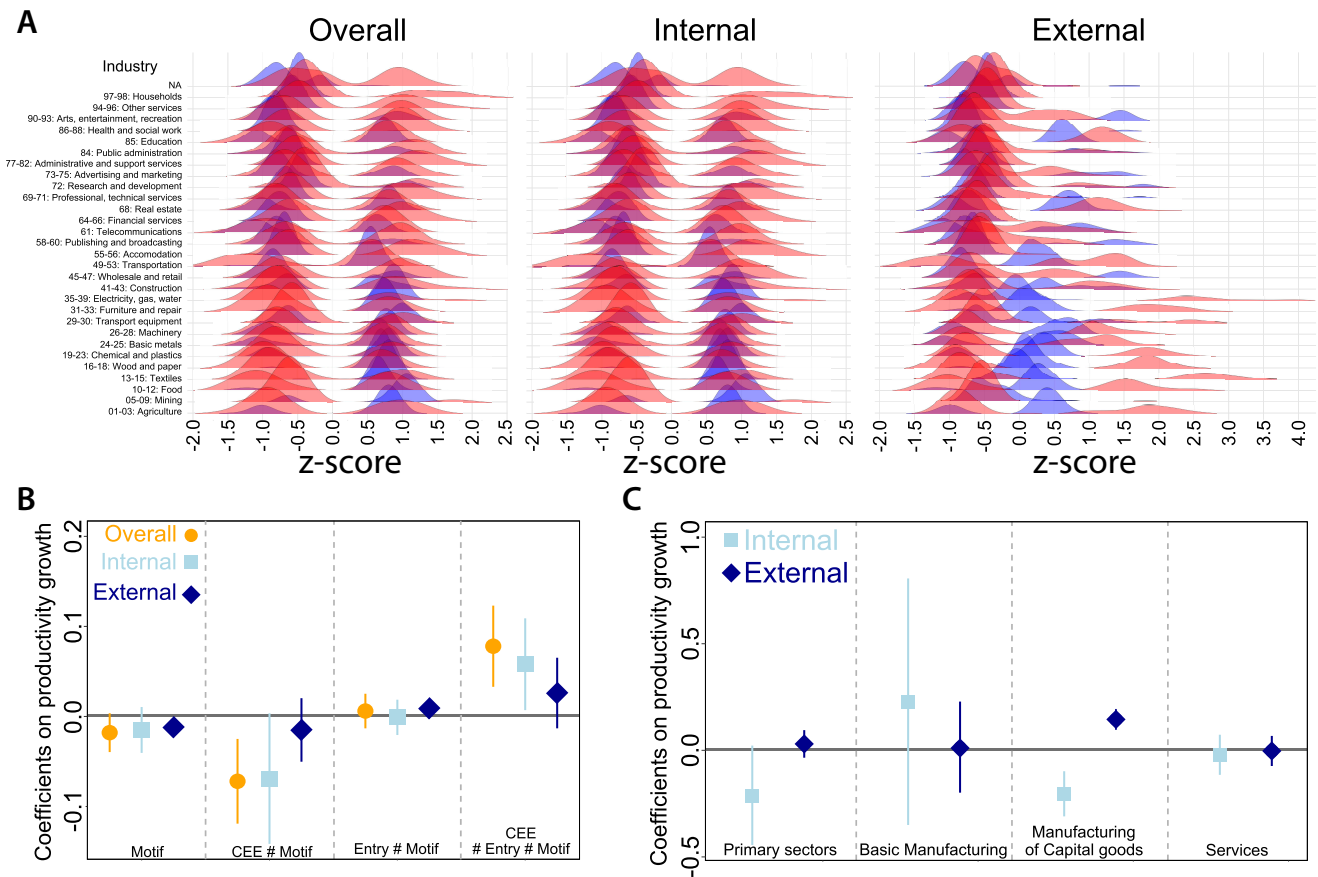 A
Overall
Internal
External
Industry
NA
97-98: Households
94-96: Other services
90-93: Arts, entertainment, recreation
86-88: Health and social work
85: Education
84: Public administration
77-82: Administrative and support services
73-75: Advertising and marketing
72: Research and development
69-71: Professional, technical services
68: Real estate
64-66: Financial services
61: Telecommunications
58-60: Publishing and broadcasting
55-56: Accomodation
49-53: Transportation
45-47: Wholesale and retail
41-43: Construction
35-39: Electricity, gas, water
31-33: Furniture and repair
29-30: Transport equipment
26-28: Machinery
24-25: Basic metals
19-23: Chemical and plastics
16-18: Wood and paper
13-15: Textiles
10-12: Food
05-09: Mining
01-03: Agriculture
-2.0 -1.5 -1.0 -0.5 0.0 0.5 1.0 1.5 2.0 2.5
-2.0 -1.5 -1.0 -0.5 0.0 0.5 1.0 1.5 2.0 2.5
-2.0 -1.5 -1.0 -0.5 0.0 0.5 1.0 1.5 2.0 2.5 3.0 3.5 4.0
z-score
z-score
z-score
B
Coefficients on productivity growth
0.2
0.1
0.0
-0.1
Overall
Internal
External
Motif
CEE # Motif
Entry # Motif
CEE
# Entry # Motif
C
Coefficients on productivity growth
1.0
0.5
0.0
-0.5
Internal
External
Primary sectors
Basic Manufacturing
Manufacturing
of Capital goods
Services